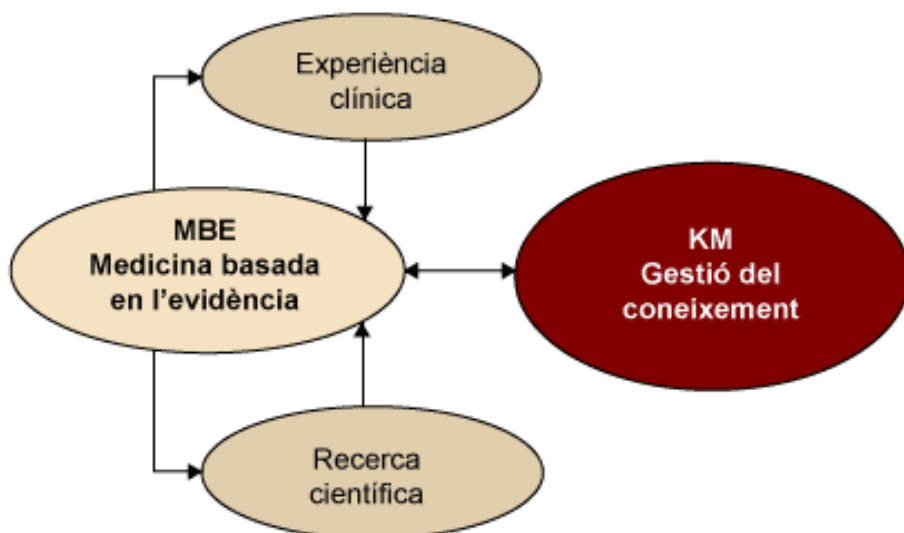 Experiència
clínica
MBE
Medicina basada
en l'evidència
KM
Gestió del
coneixement
Recerca
científica